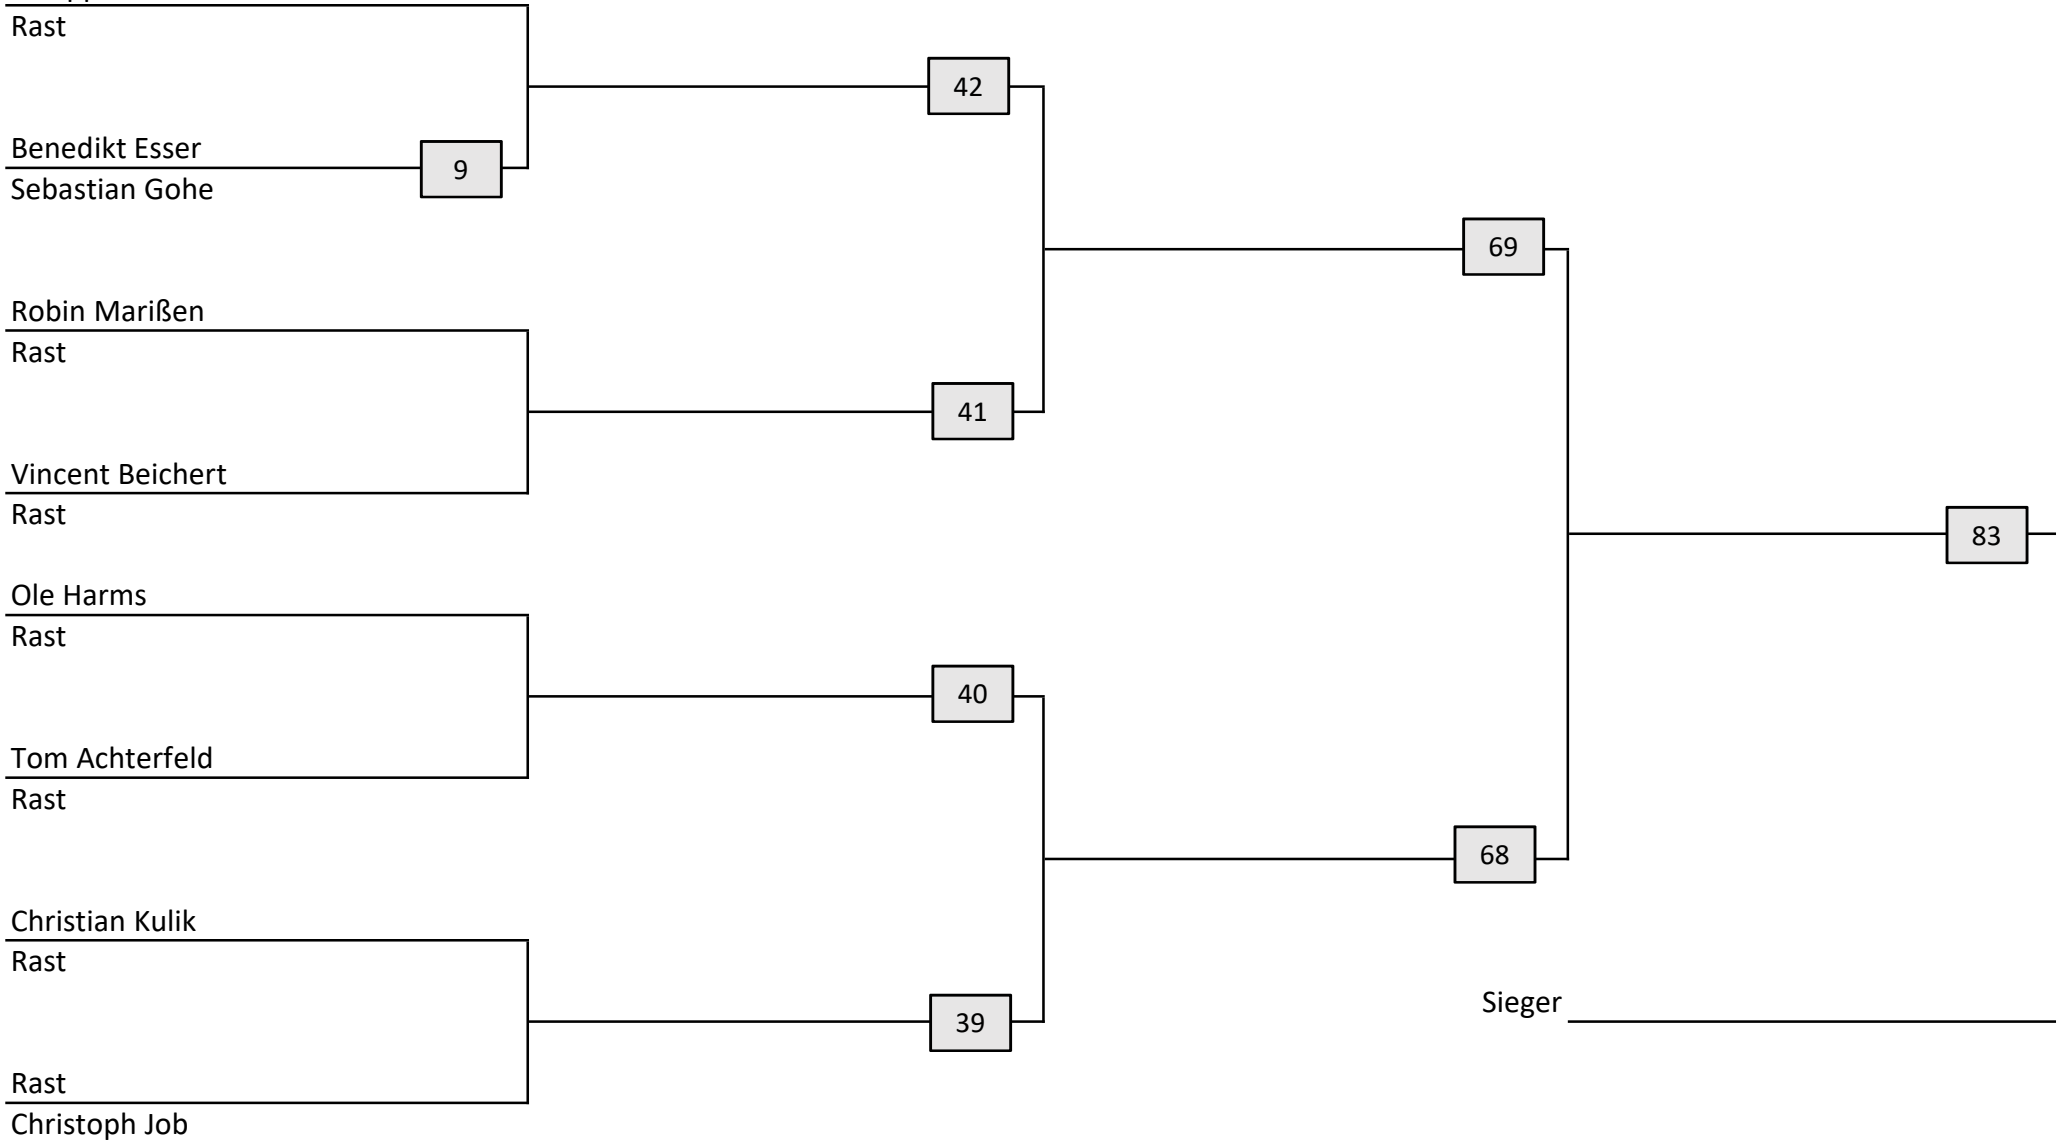 Rast
42
Benedikt Esser
9
Sebastian Gohe
69
Robin Marißen
Rast
41
Vincent Beichert
Rast
83
Ole Harms
Rast
40
Tom Achterfeld
Rast
68
Christian Kulik
Rast
Sieger
39
Rast
Christoph Job